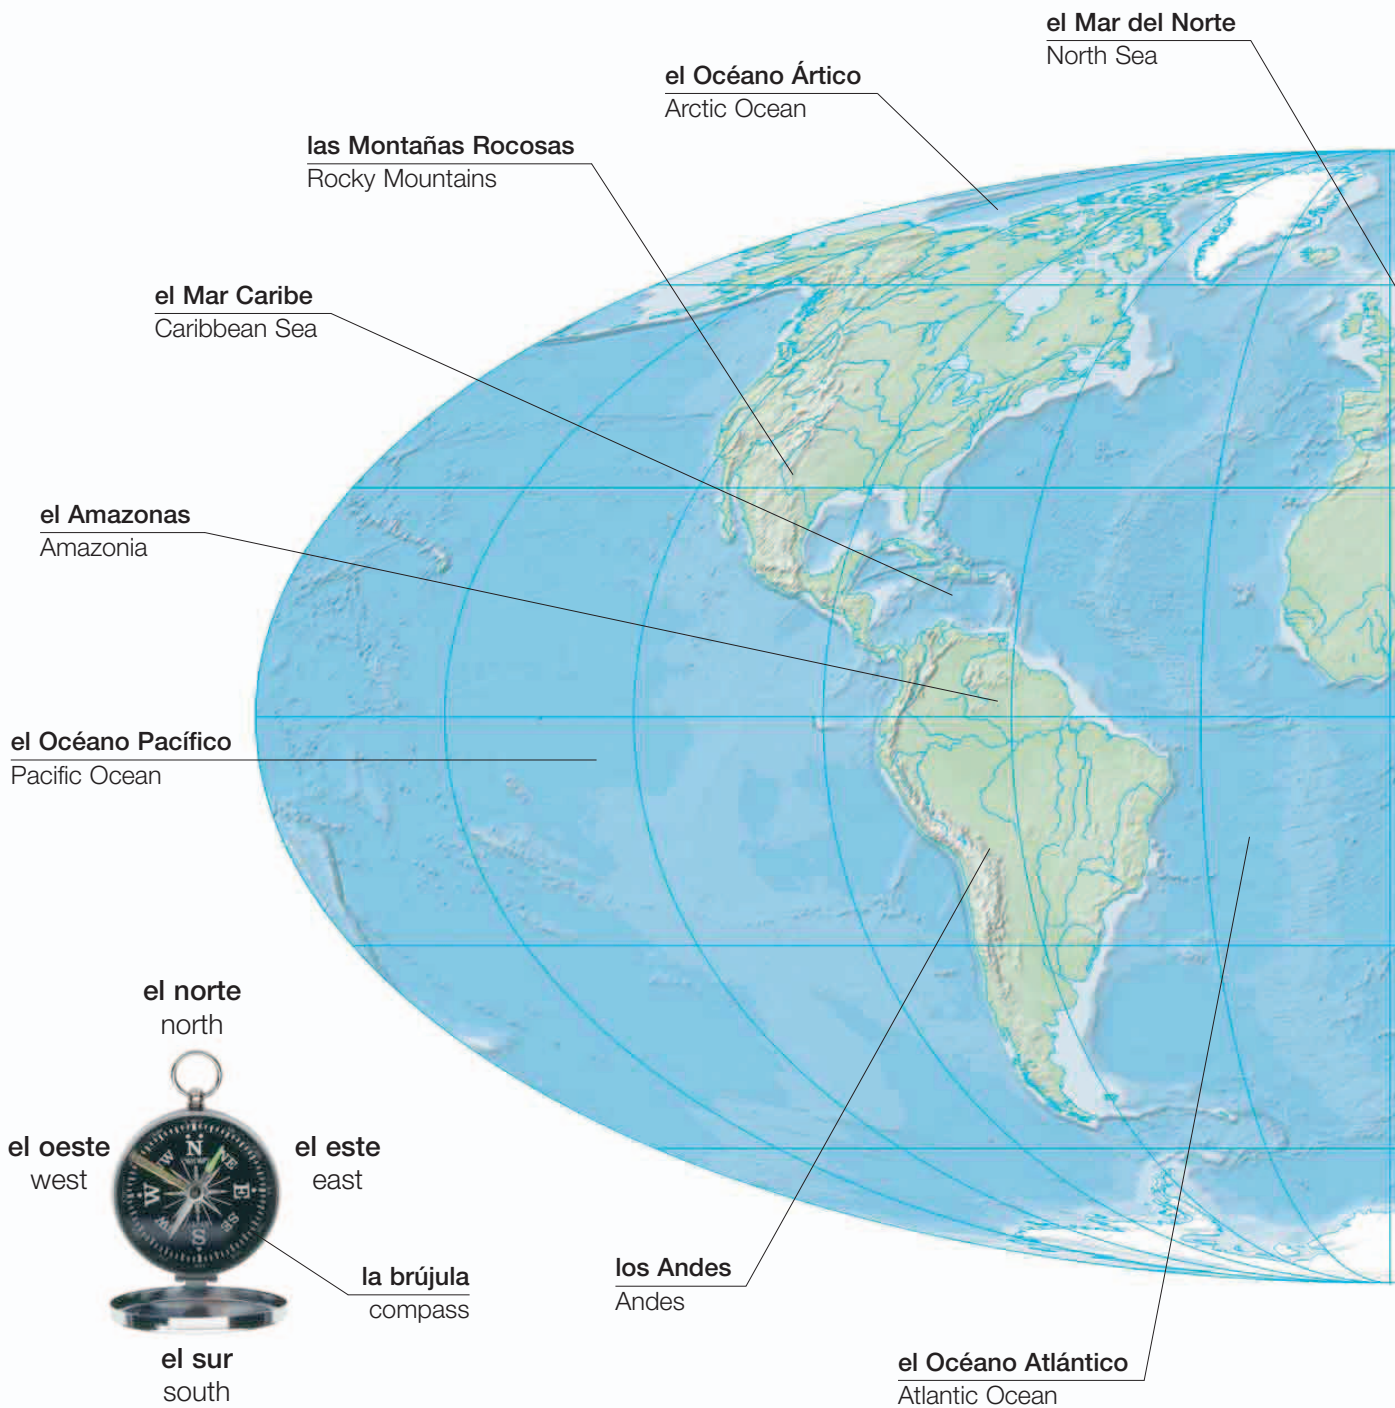 el Mar del Norte
North Sea
el Océano Ártico
Arctic Ocean
las Montañas Rocosas
Rocky Mountains
el Mar Caribe
Caribbean Sea
el Amazonas
Amazonia
el Océano Pacífico
Pacific Ocean
el norte
north
el oeste
west
el este
east
N
NE
E
S
W
la brújula
compass
el sur
south
los Andes
Andes
el Océano Atlántico
Atlantic Ocean